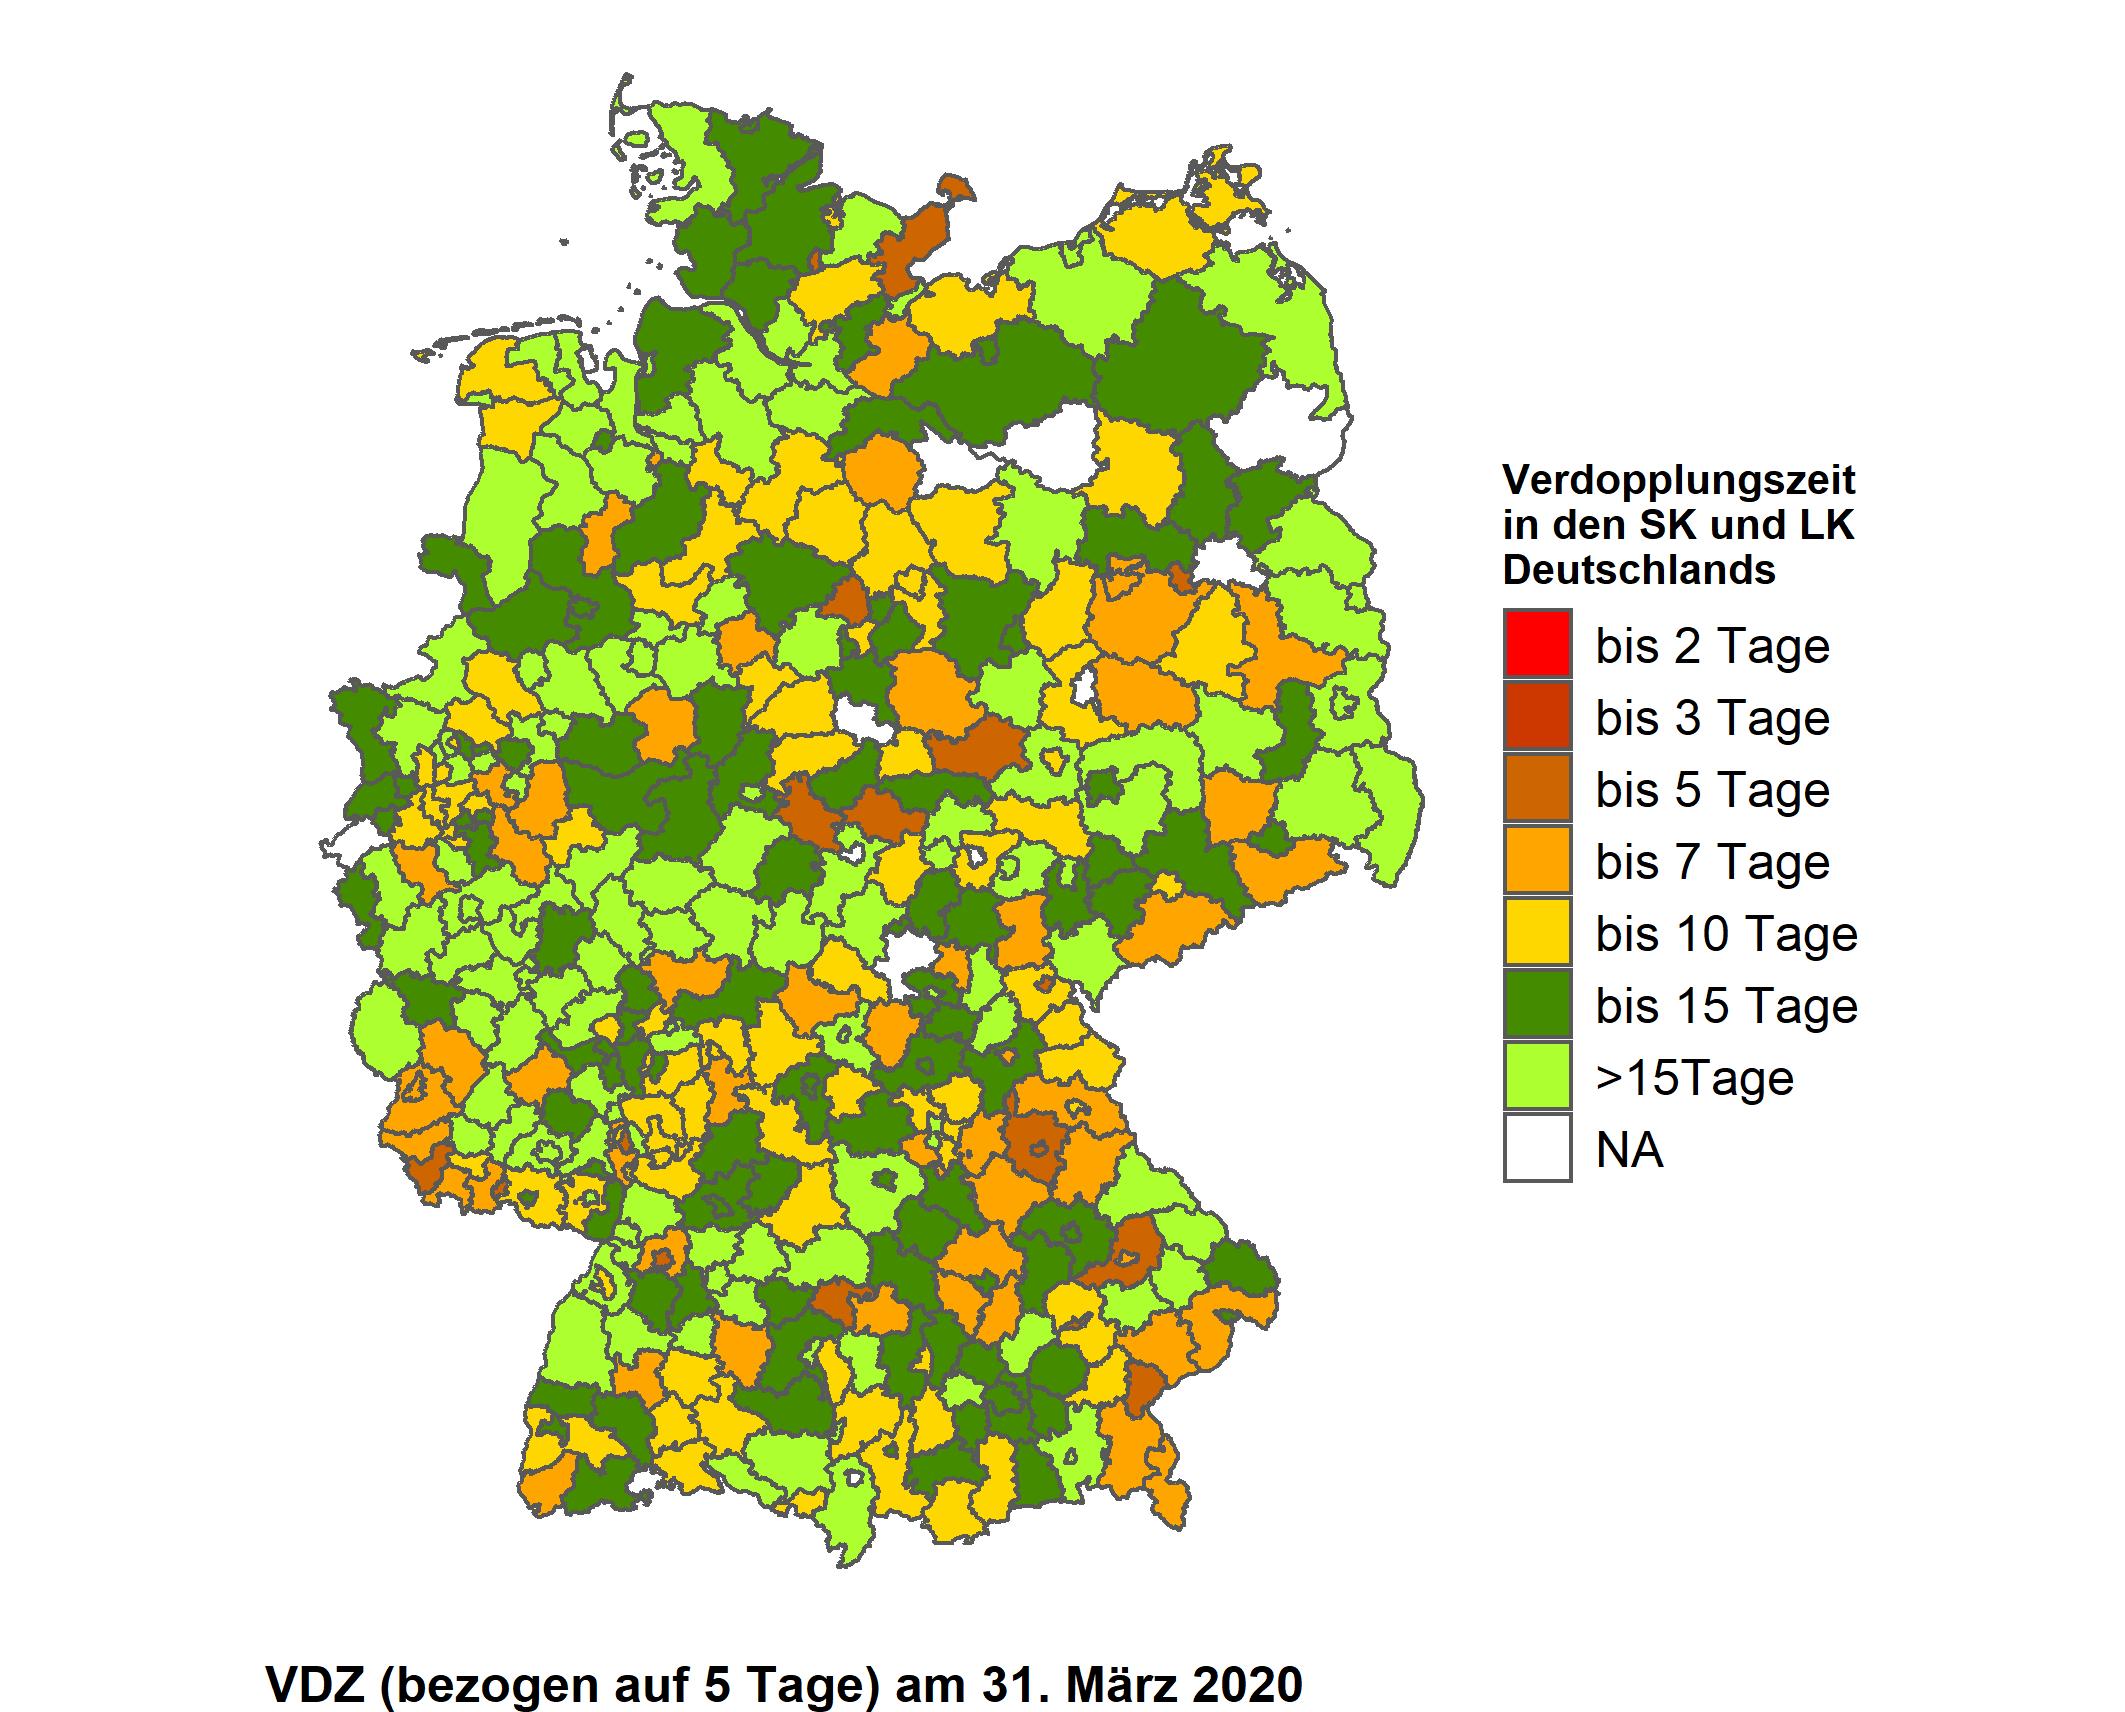 Verdopplungszeit
in den SK und LK
Deutschlands
bis 2 Tage
bis 3 Tage
bis 5 Tage
bis 7 Tage
bis 10 Tage
bis 15 Tage
>15Tage
NA
VDZ (bezogen auf 5 Tage) am 31. März 2020